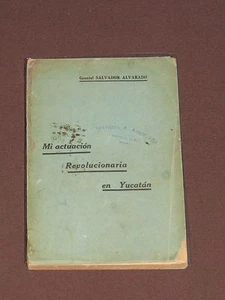 General SALVADOR ALVARADO
Mi actuación
Revolucionaria
en Yucatán